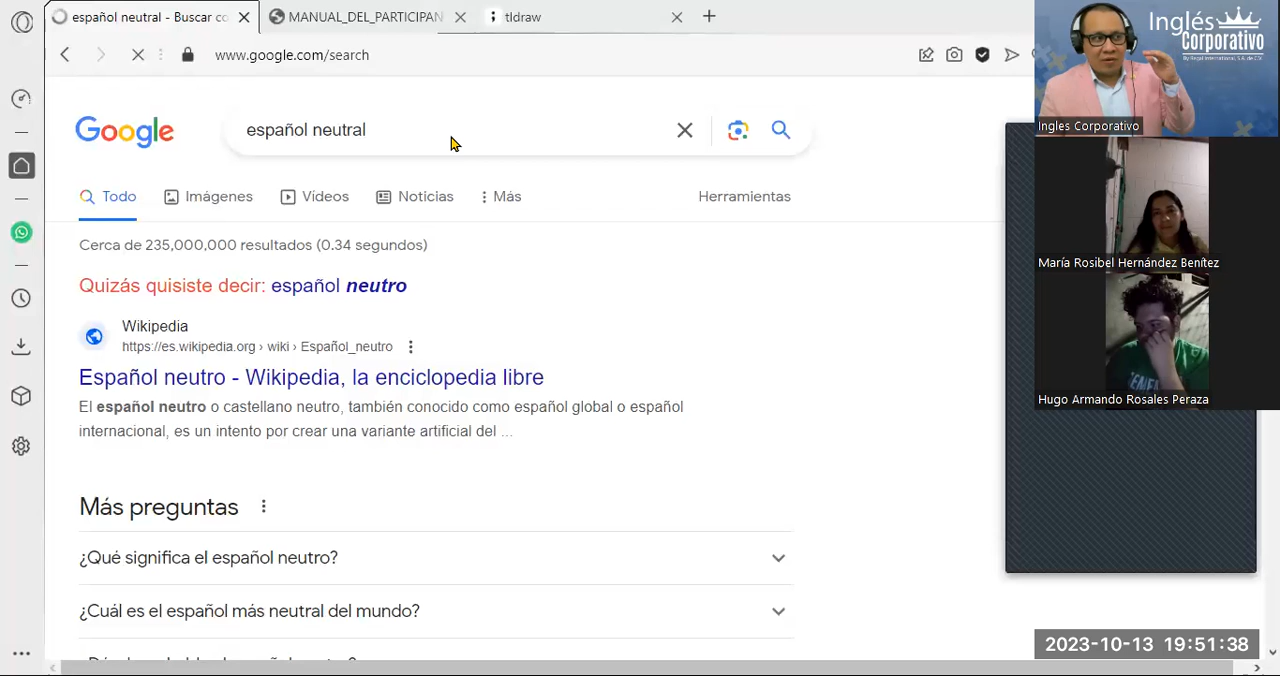 español neutral - Buscar co
MANUAL_DEL_PARTICIPAN
tldraw
www.google.com/search
Google
español neutral
Todo
Imágenes
Vídeos
Noticias
Más
Herramientas
Cerca de 235,000,000 resultados (0.34 segundos)
Quizás quisiste decir: español neutro
Wikipedia
https://es.wikipedia.org › wiki › Español_neutro
Español neutro - Wikipedia, la enciclopedia libre
El español neutro o castellano neutro, también conocido como español global o español
internacional, es un intento por crear una variante artificial del ...
Más preguntas
¿Qué significa el español neutro?
¿Cuál es el español más neutral del mundo?
Inglés
Corporativo
By Regal International, S.A. de C.V.
Ingles Corporativo
María Rosibel Hernández Benítez
Hugo Armando Rosales Peraza
2023-10-13 19:51:38